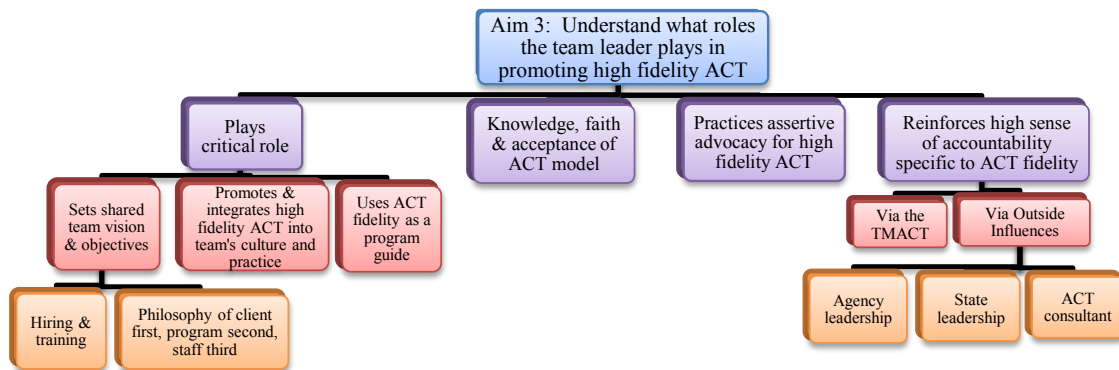 Aim 3:  Understand what roles
the team leader plays in
promoting high fidelity ACT
Plays
critical role
Knowledge, faith
& acceptance of
ACT model
Practices assertive
advocacy for high
fidelity ACT
Reinforces high sense
of accountability
specific to ACT fidelity
Sets shared
team vision
& objectives
Promotes &
integrates high
fidelity ACT into
team's culture and
practice
Uses ACT
fidelity as a
program
guide
Via the
TMACT
Via Outside
Influences
Hiring &
training
Philosophy of client
first, program second,
staff third
Agency
leadership
State
leadership
ACT
consultant